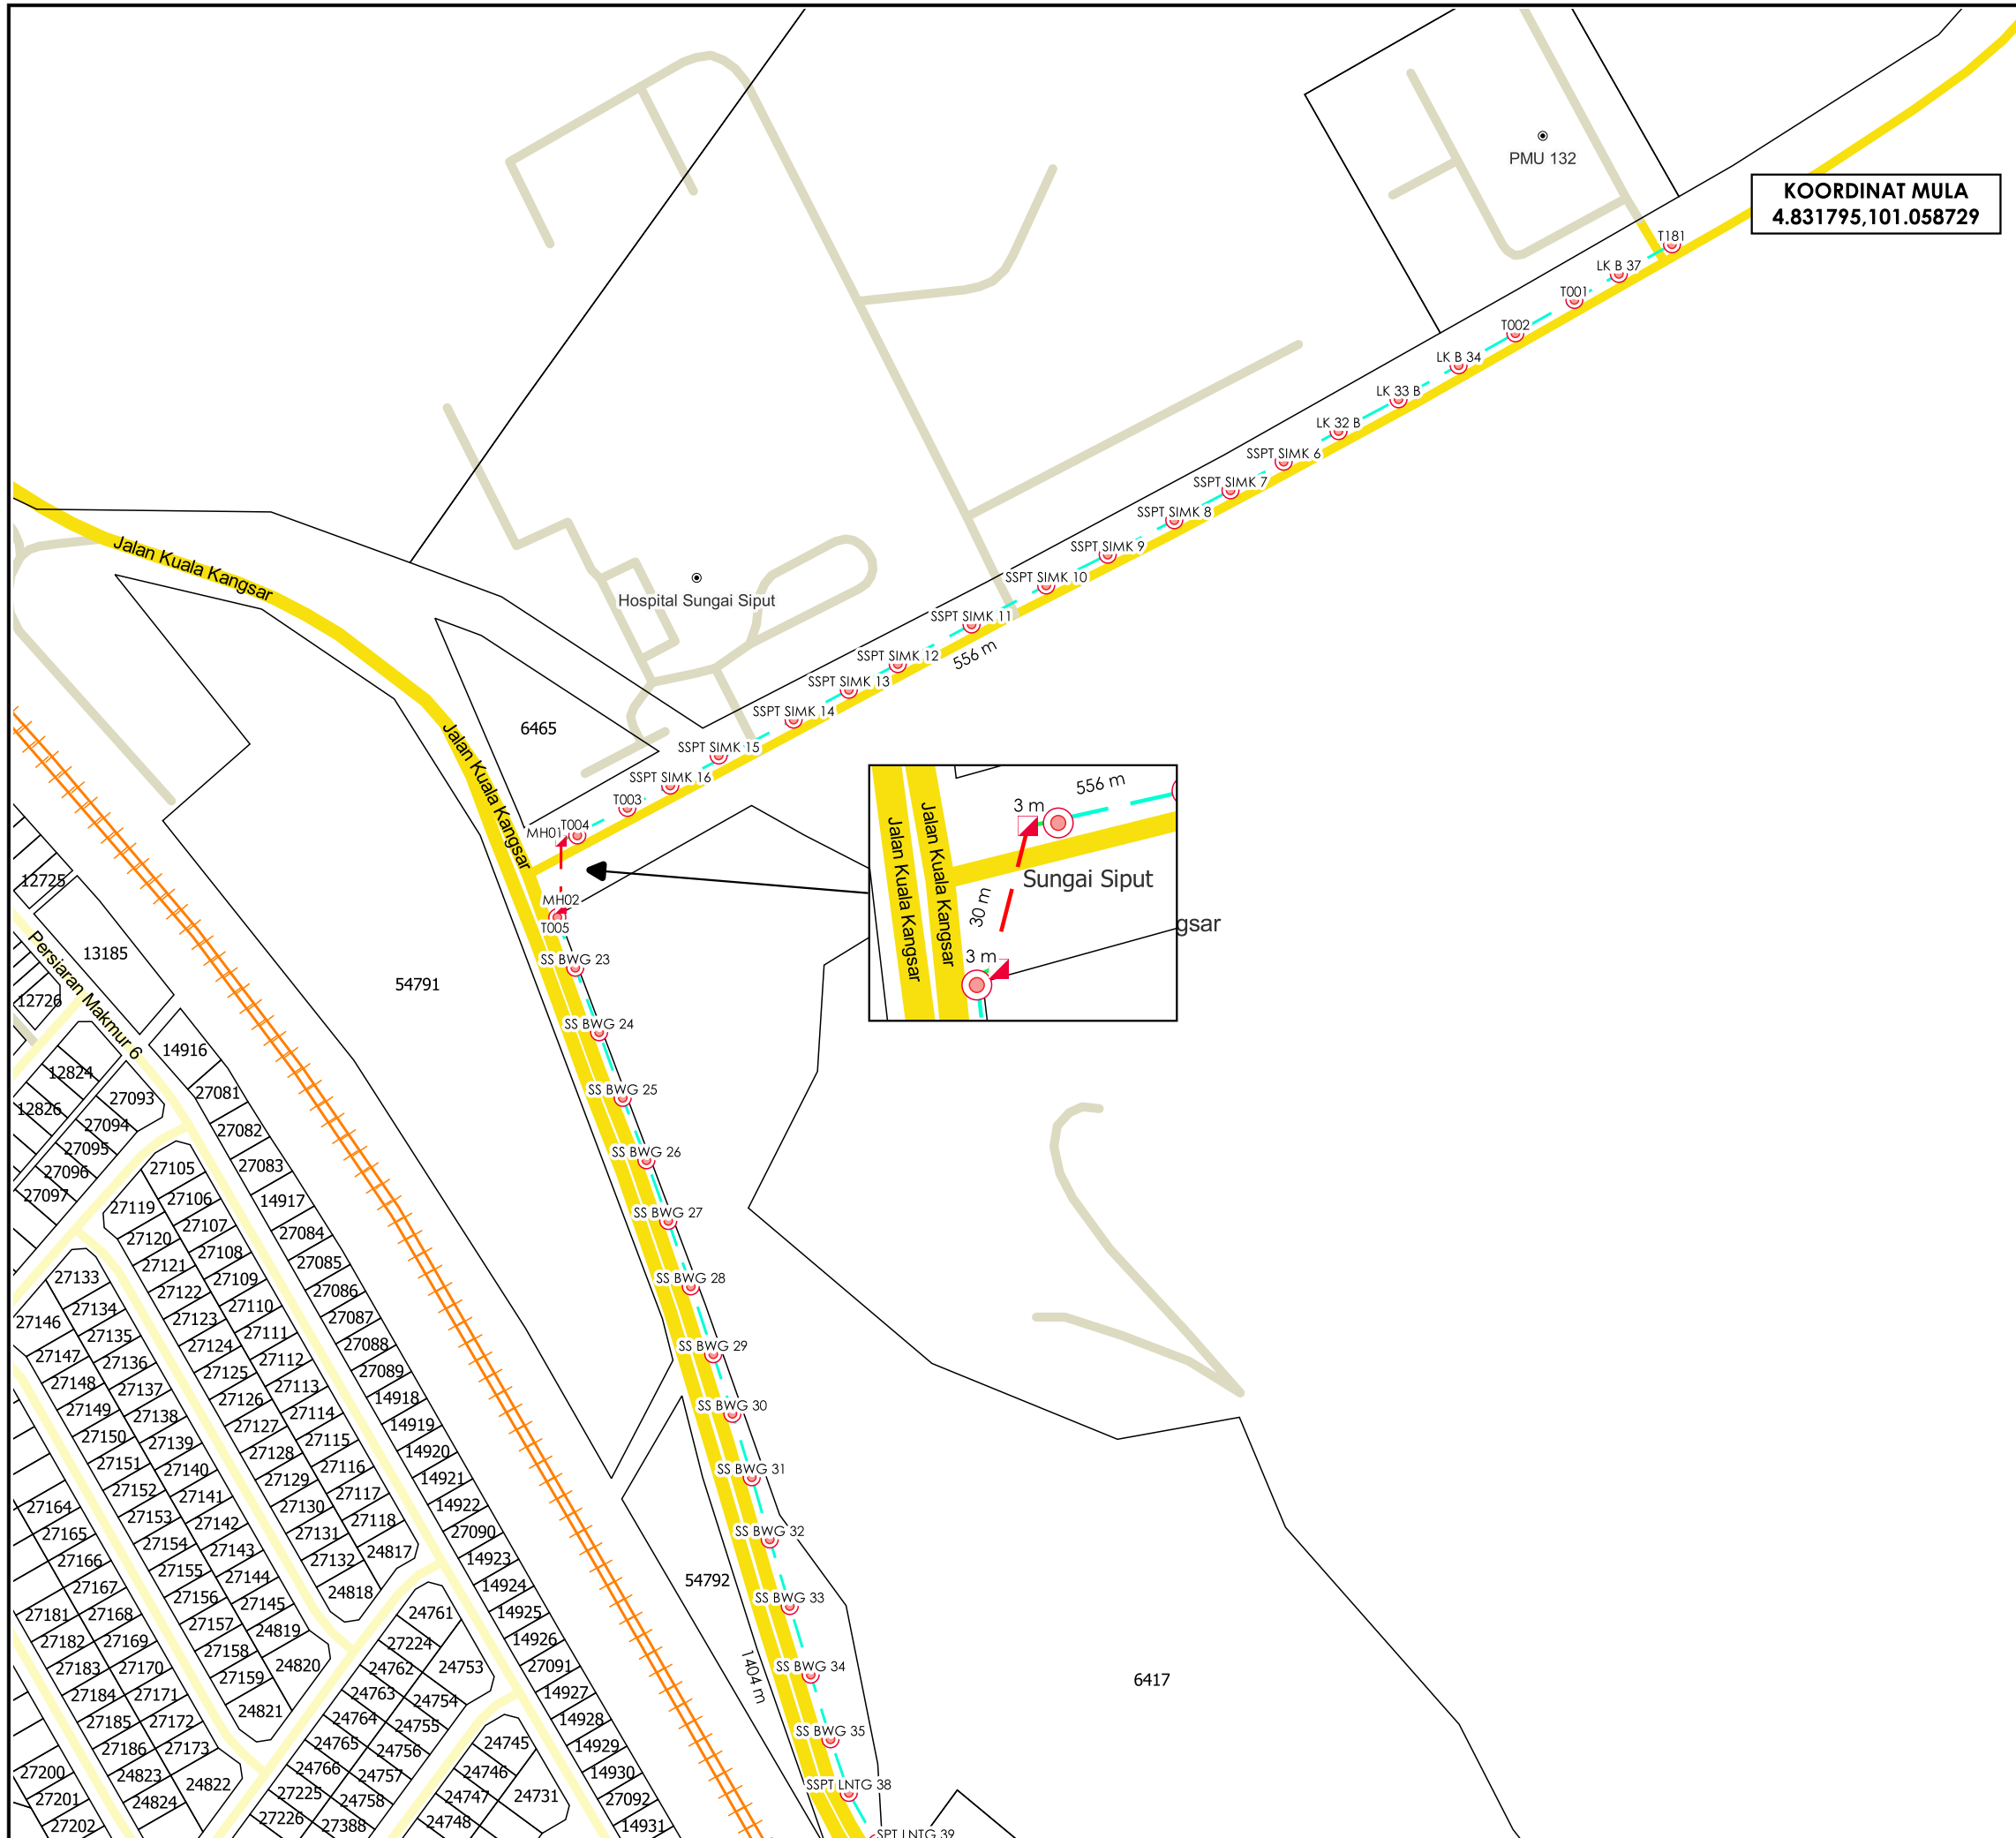 PMU 132
KOORDINAT MULA
4.831795,101.058729
T181
LK B 37
T001
T002
LK B 34
LK 33 B
LK 32 B
SSPT SIMK 6
SSPT SIMK 7
SSPT SIMK 8
SSPT SIMK 9
SSPT SIMK 10
SSPT SIMK 11
556 m
SSPT SIMK 12
SSPT SIMK 13
SSPT SIMK 14
SSPT SIMK 15
SSPT SIMK 16
T003
T004
MH01
MH02
T005
Jalan Kuala Kangsar
Hospital Sungai Siput
Jalan Kuala Kangsar
6465
556 m
3 m
Jalan Kuala Kangsar
Jalan Kuala Kangsar
Sungai Siput
30 m
gsar
3 m
SS BWG 23
SS BWG 24
SS BWG 25
SS BWG 26
SS BWG 27
SS BWG 28
SS BWG 29
SS BWG 30
SS BWG 31
SS BWG 32
SS BWG 33
SS BWG 34
SS BWG 35
SSPT LNTG 38
SPT LNTG 39
1404 m
54791
54792
6417
12725
13185
Persiaran Makmur 6
12726
14916
12824
12826
27093
27094
27095
27096
27097
27081
27082
27083
14917
27084
27085
27086
27087
27088
27089
14918
14919
14920
14921
14922
27090
14923
14924
14925
14926
27091
14927
14928
14929
14930
27092
14931
27105
27106
27107
27108
27109
27110
27111
27112
27113
27114
27115
27116
27117
27118
24817
27119
27120
27121
27122
27123
27124
27125
27126
27127
27128
27129
27130
27131
27132
24818
27133
27134
27135
27136
27137
27138
27139
27140
27141
27142
27143
27144
27145
24819
24820
27146
27147
27148
27149
27150
27151
27152
27153
27154
27155
27156
27157
27158
27159
24821
27164
27165
27166
27167
27168
27169
27170
27171
27172
27173
24822
27181
27182
27183
27184
27185
27186
24823
24824
27200
27201
27202
24761
27224
24762
24763
24764
24765
24766
27225
27226
24753
24754
24755
24756
24757
24758
27388
24745
24746
24747
24748
24731